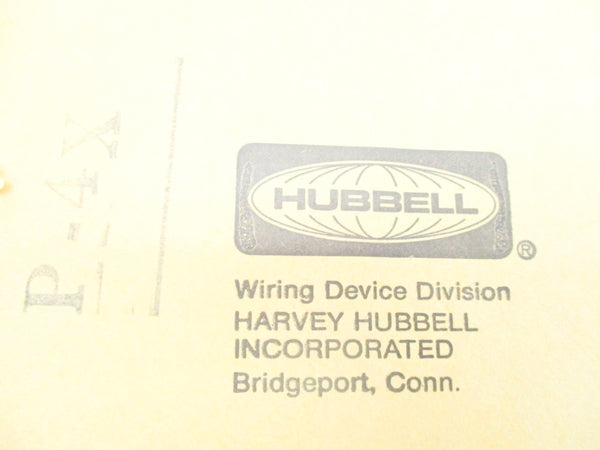 P-4X
HUBBELL
®
Wiring Device Division
HARVEY HUBBELL
INCORPORATED
Bridgeport, Conn.